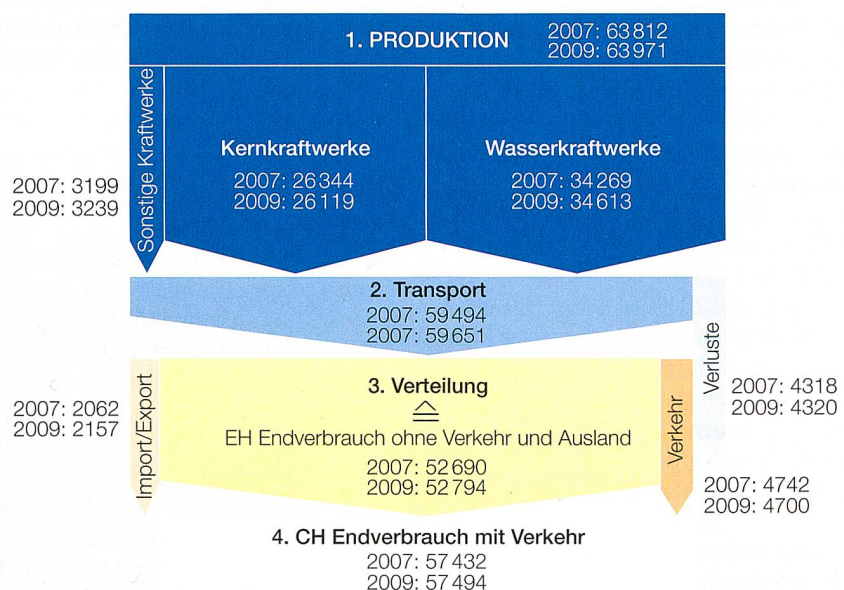 1. PRODUKTION
2007: 63 812
2009: 63 971
Sonstige Kraftwerke
2007: 3199
2009: 3239
Kernkraftwerke
2007: 26 344
2009: 26 119
Wasserkraftwerke
2007: 34 269
2009: 34 613
2. Transport
2007: 59 494
2007: 59 651
Verluste
2007: 4318
2009: 4320
Import/Export
2007: 2062
2009: 2157
3. Verteilung
≙
EH Endverbrauch ohne Verkehr und Ausland
2007: 52 690
2009: 52 794
Verkehr
2007: 4742
2009: 4700
4. CH Endverbrauch mit Verkehr
2007: 57 432
2009: 57 494